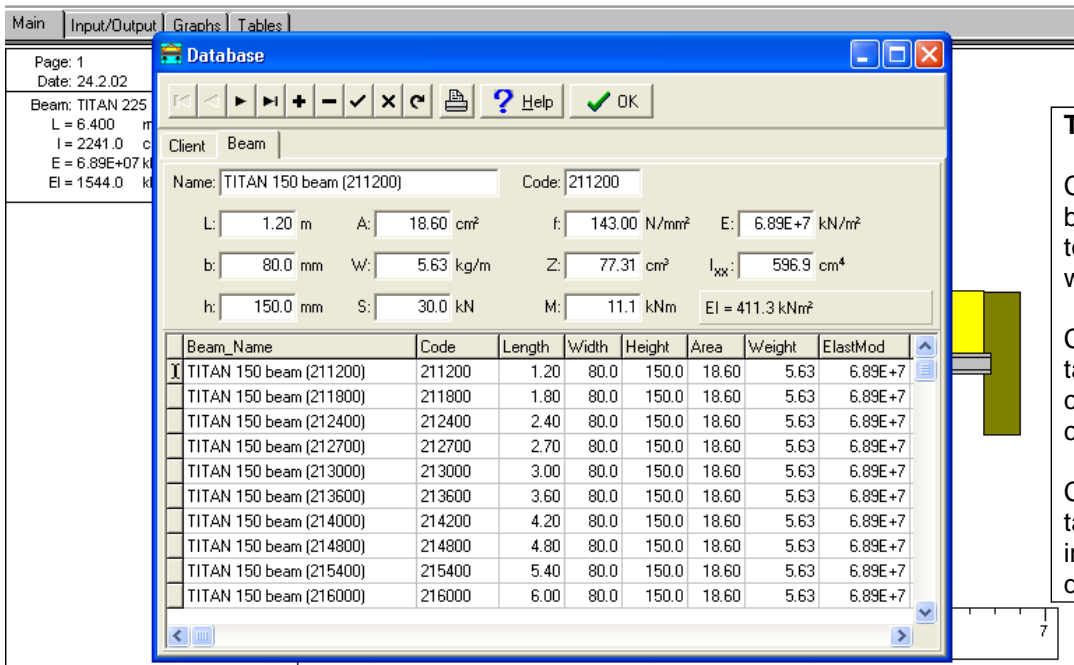 Main Input/Output Graphs Tables
Page: 1
Date: 24.2.02
Beam: TITAN 225
L = 6.400
I = 2241.0
E = 6.89E+07
EI = 1544.0
Database
Help OK
Client Beam
Name: TITAN 150 beam (211200) Code: 211200
L: 1.20 m A: 18.60 cm² f: 143.00 N/mm² E: 6.89E+7 kN/m²
b: 80.0 mm W: 5.63 kg/m Z: 77.31 cm³ Ixx: 596.9 cm⁴
h: 150.0 mm S: 30.0 kN M: 11.1 kNm EI = 411.3 kNm²
Beam_Name Code Length Width Height Area Weight ElastMod
TITAN 150 beam (211200) 211200 1.20 80.0 150.0 18.60 5.63 6.89E+7
TITAN 150 beam (211800) 211800 1.80 80.0 150.0 18.60 5.63 6.89E+7
TITAN 150 beam (212400) 212400 2.40 80.0 150.0 18.60 5.63 6.89E+7
TITAN 150 beam (212700) 212700 2.70 80.0 150.0 18.60 5.63 6.89E+7
TITAN 150 beam (213000) 213000 3.00 80.0 150.0 18.60 5.63 6.89E+7
TITAN 150 beam (213600) 213600 3.60 80.0 150.0 18.60 5.63 6.89E+7
TITAN 150 beam (214000) 214200 4.20 80.0 150.0 18.60 5.63 6.89E+7
TITAN 150 beam (214800) 214800 4.80 80.0 150.0 18.60 5.63 6.89E+7
TITAN 150 beam (215400) 215400 5.40 80.0 150.0 18.60 5.63 6.89E+7
TITAN 150 beam (216000) 216000 6.00 80.0 150.0 18.60 5.63 6.89E+7
7